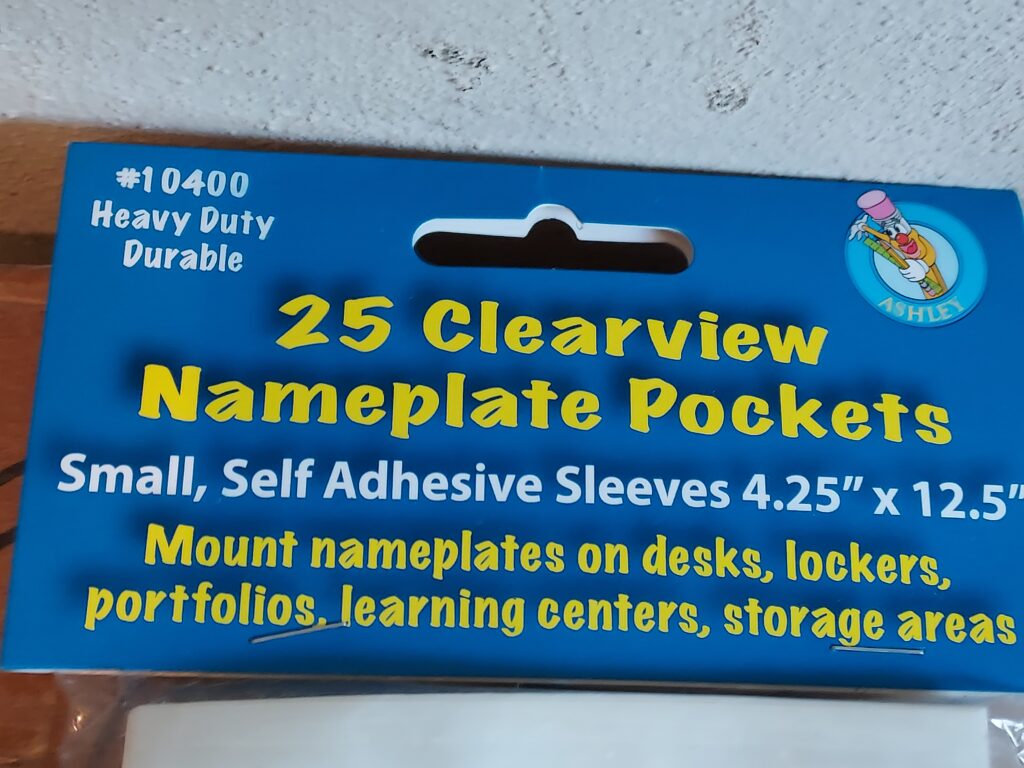 #10400
Heavy Duty
Durable
ASHLEY
25 Clearview
Nameplate Pockets
Small, Self Adhesive Sleeves 4.25” x 12.5”
Mount nameplates on desks, lockers,
portfolios, learning centers, storage areas